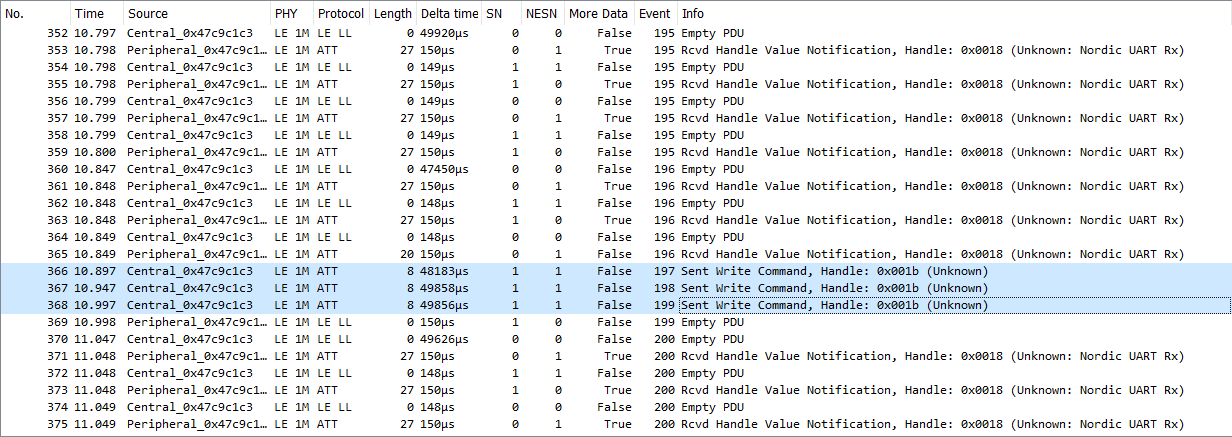 No. Time Source PHY Protocol Length Delta time SN NESN More Data Event Info
352 10.797 Central_0x47c9c1c3 LE 1M LE LL 0 49920µs 0 0 False 195 Empty PDU
353 10.798 Peripheral_0x47c9c1… LE 1M ATT 27 150µs 0 1 True 195 Rcvd Handle Value Notification, Handle: 0x0018 (Unknown: Nordic UART Rx)
354 10.798 Central_0x47c9c1c3 LE 1M LE LL 0 149µs 1 1 False 195 Empty PDU
355 10.798 Peripheral_0x47c9c1… LE 1M ATT 27 150µs 1 0 True 195 Rcvd Handle Value Notification, Handle: 0x0018 (Unknown: Nordic UART Rx)
356 10.799 Central_0x47c9c1c3 LE 1M LE LL 0 149µs 0 0 False 195 Empty PDU
357 10.799 Peripheral_0x47c9c1… LE 1M ATT 27 150µs 0 1 True 195 Rcvd Handle Value Notification, Handle: 0x0018 (Unknown: Nordic UART Rx)
358 10.799 Central_0x47c9c1c3 LE 1M LE LL 0 149µs 1 1 False 195 Empty PDU
359 10.800 Peripheral_0x47c9c1… LE 1M ATT 27 150µs 1 0 False 195 Rcvd Handle Value Notification, Handle: 0x0018 (Unknown: Nordic UART Rx)
360 10.847 Central_0x47c9c1c3 LE 1M LE LL 0 47450µs 0 0 False 196 Empty PDU
361 10.848 Peripheral_0x47c9c1… LE 1M ATT 27 150µs 0 1 True 196 Rcvd Handle Value Notification, Handle: 0x0018 (Unknown: Nordic UART Rx)
362 10.848 Central_0x47c9c1c3 LE 1M LE LL 0 148µs 1 1 False 196 Empty PDU
363 10.848 Peripheral_0x47c9c1… LE 1M ATT 27 150µs 1 0 True 196 Rcvd Handle Value Notification, Handle: 0x0018 (Unknown: Nordic UART Rx)
364 10.849 Central_0x47c9c1c3 LE 1M LE LL 0 148µs 0 0 False 196 Empty PDU
365 10.849 Peripheral_0x47c9c1… LE 1M ATT 20 150µs 0 1 False 196 Rcvd Handle Value Notification, Handle: 0x0018 (Unknown: Nordic UART Rx)
366 10.897 Central_0x47c9c1c3 LE 1M ATT 8 48183µs 1 1 False 197 Sent Write Command, Handle: 0x001b (Unknown)
367 10.947 Central_0x47c9c1c3 LE 1M ATT 8 49858µs 1 1 False 198 Sent Write Command, Handle: 0x001b (Unknown)
368 10.997 Central_0x47c9c1c3 LE 1M ATT 8 49856µs 1 1 False 199 Sent Write Command, Handle: 0x001b (Unknown)
369 10.998 Peripheral_0x47c9c1… LE 1M LE LL 0 150µs 1 0 False 199 Empty PDU
370 11.047 Central_0x47c9c1c3 LE 1M LE LL 0 49626µs 0 0 False 200 Empty PDU
371 11.048 Peripheral_0x47c9c1… LE 1M ATT 27 150µs 0 1 True 200 Rcvd Handle Value Notification, Handle: 0x0018 (Unknown: Nordic UART Rx)
372 11.048 Central_0x47c9c1c3 LE 1M LE LL 0 148µs 1 1 False 200 Empty PDU
373 11.048 Peripheral_0x47c9c1… LE 1M ATT 27 150µs 1 0 True 200 Rcvd Handle Value Notification, Handle: 0x0018 (Unknown: Nordic UART Rx)
374 11.049 Central_0x47c9c1c3 LE 1M LE LL 0 148µs 0 0 False 200 Empty PDU
375 11.049 Peripheral_0x47c9c1… LE 1M ATT 27 150µs 0 1 True 200 Rcvd Handle Value Notification, Handle: 0x0018 (Unknown: Nordic UART Rx)